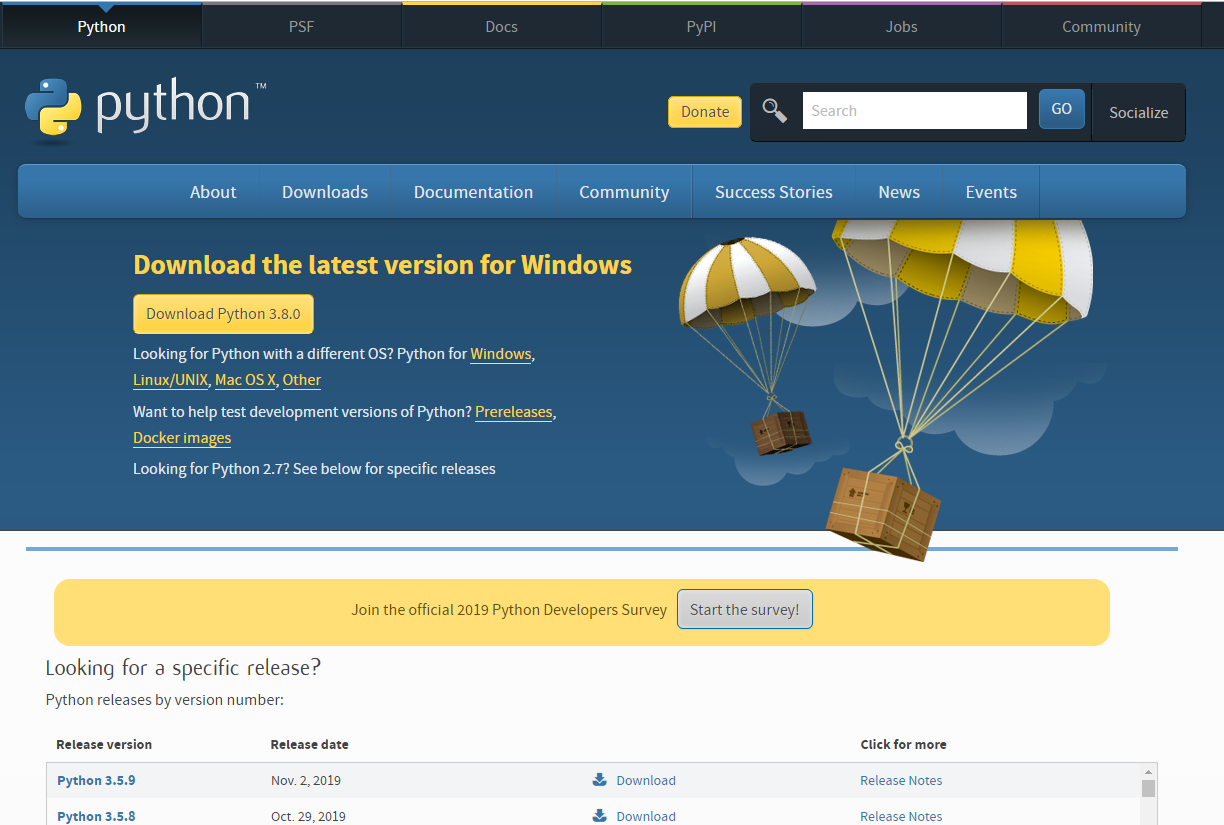 Python PSF Docs PyPI Jobs Community
python™
Donate Search GO Socialize
About Downloads Documentation Community Success Stories News Events
Download the latest version for Windows
Download Python 3.8.0
Looking for Python with a different OS? Python for Windows,
Linux/UNIX, Mac OS X, Other
Want to help test development versions of Python? Prereleases,
Docker images
Looking for Python 2.7? See below for specific releases
Join the official 2019 Python Developers Survey Start the survey!
Looking for a specific release?
Python releases by version number:
Release version Release date Click for more
Python 3.5.9 Nov. 2, 2019 Download Release Notes
Python 3.5.8 Oct. 29, 2019 Download Release Notes